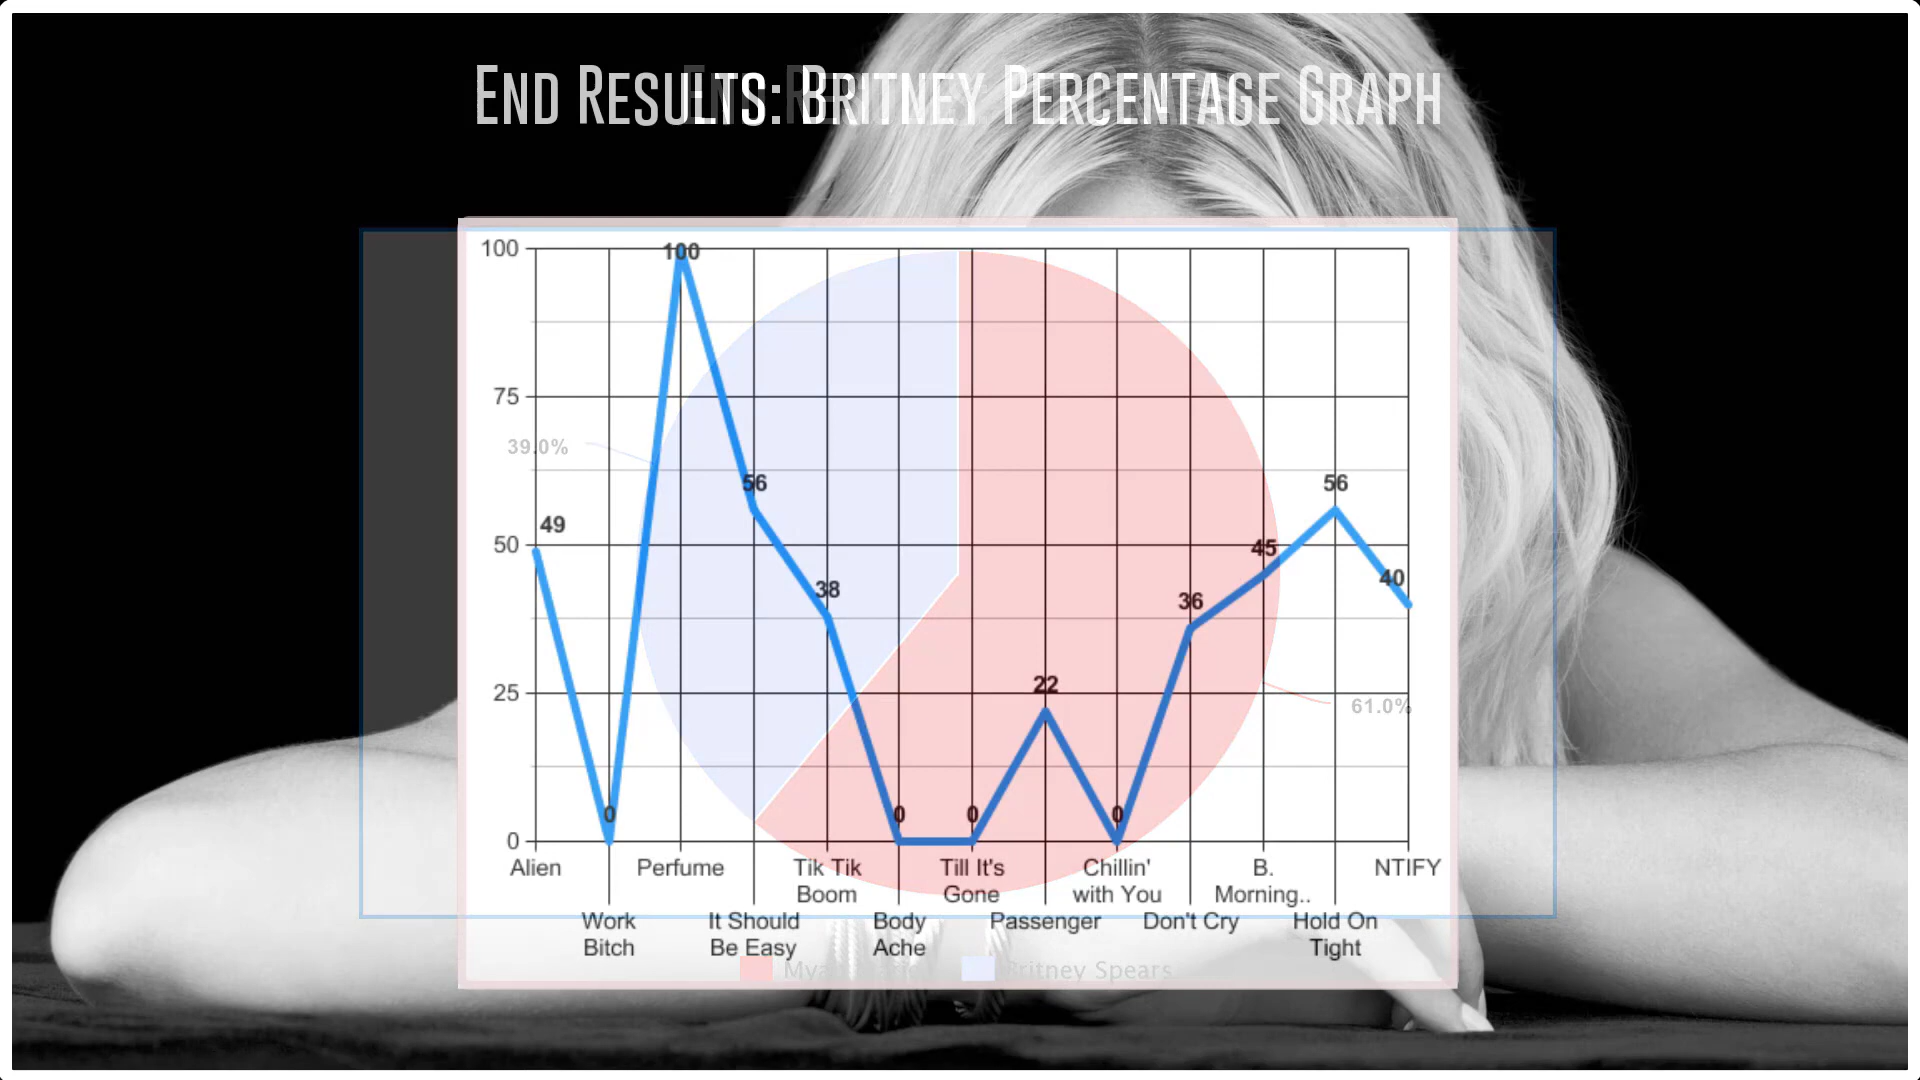 END RESULTS: BRITNEY PERCENTAGE GRAPH
100
100
75
39.0%
56
56
49
50
45
40
38
36
25
22
61.0%
0
0
0
0
0
Alien
Perfume
Tik Tik
Boom
Till It's
Gone
Chillin'
with You
B.
Morning..
NTIFY
Work
Bitch
It Should
Be Easy
Body
Ache
Passenger
Don't Cry
Hold On
Tight
Britney Spears